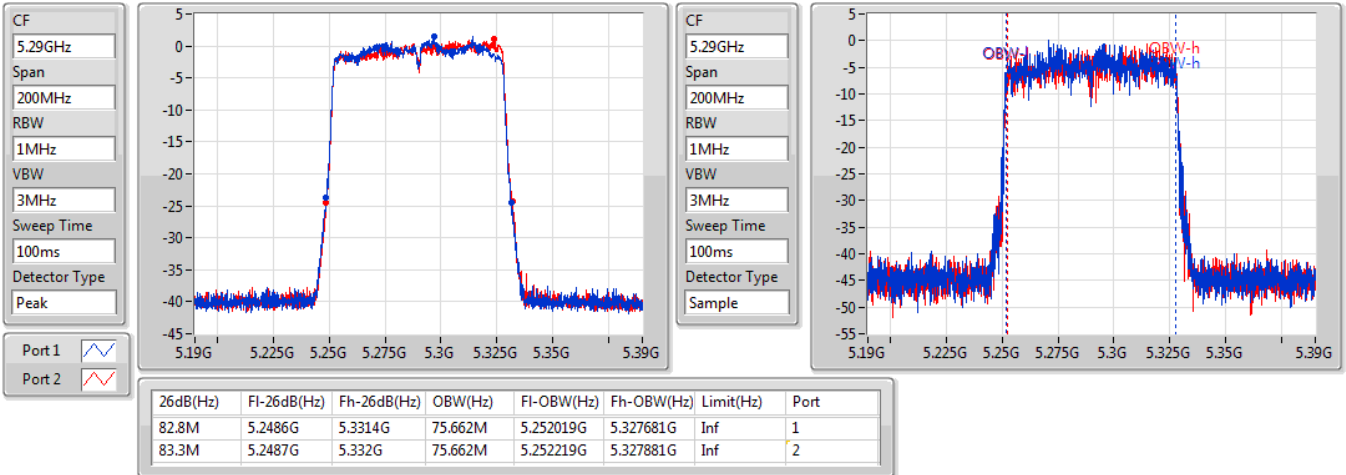 CF
5.29GHz
Span
200MHz
RBW
1MHz
VBW
3MHz
Sweep Time
100ms
Detector Type
Peak
Port 1
Port 2
5
0
-5
-10
-15
-20
-25
-30
-35
-40
-45
5.19G 5.225G 5.25G 5.275G 5.3G 5.325G 5.35G 5.39G
CF
5.29GHz
Span
200MHz
RBW
1MHz
VBW
3MHz
Sweep Time
100ms
Detector Type
Sample
5
0
-5
-10
-15
-20
-25
-30
-35
-40
-45
-50
-55
OBW-l
OBW-h
W-h
5.19G 5.225G 5.25G 5.275G 5.3G 5.325G 5.35G 5.39G
26dB(Hz) Fl-26dB(Hz) Fh-26dB(Hz) OBW(Hz) Fl-OBW(Hz) Fh-OBW(Hz) Limit(Hz) Port
82.8M 5.2486G 5.3314G 75.662M 5.252019G 5.327681G Inf 1
83.3M 5.2487G 5.332G 75.662M 5.252219G 5.327881G Inf 2